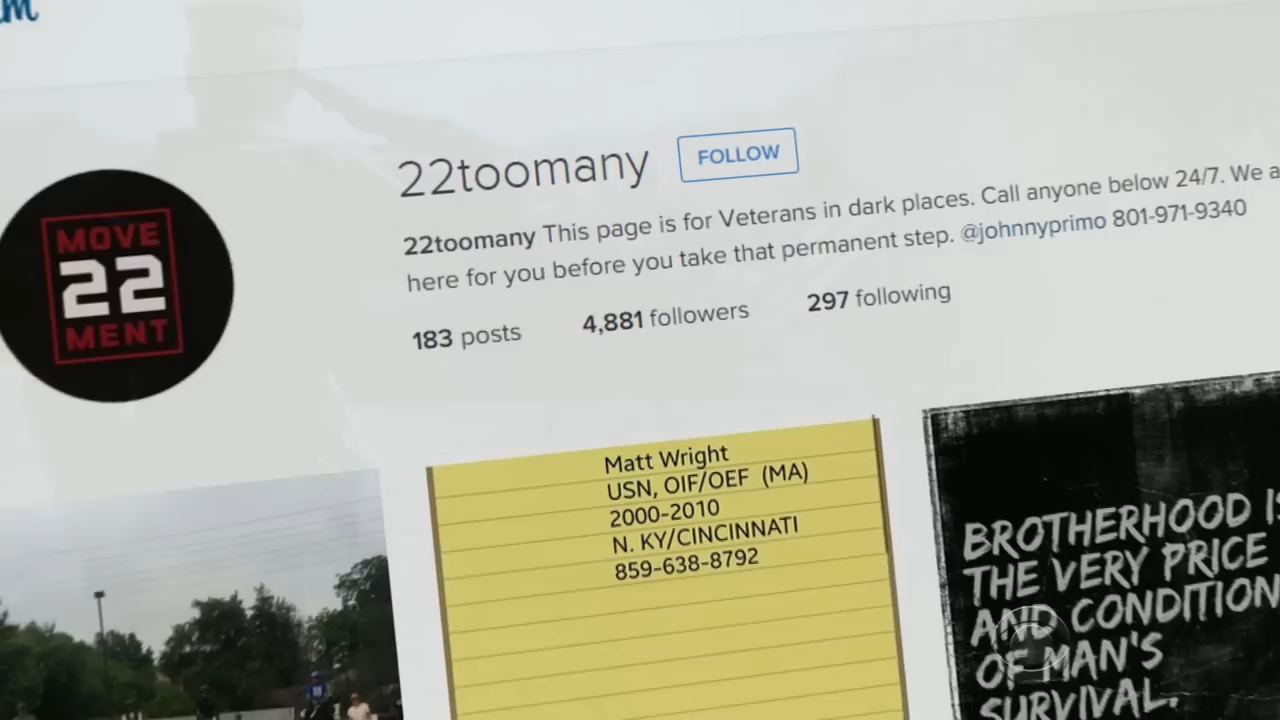 22toomany FOLLOW
22toomany This page is for Veterans in dark places. Call anyone below 24/7. We
here for you before you take that permanent step. @johnnyprimo 801-971-9340
183 posts 4,881 followers 297 following
MOVE
22
MENT
Matt Wright
USN, OIF/OEF (MA)
2000-2010
N. KY/CINCINNATI
859-638-8792
BROTHERHOOD
THE VERY PRICE
AND CONDITION
OF MAN'S
SURVIVAL.